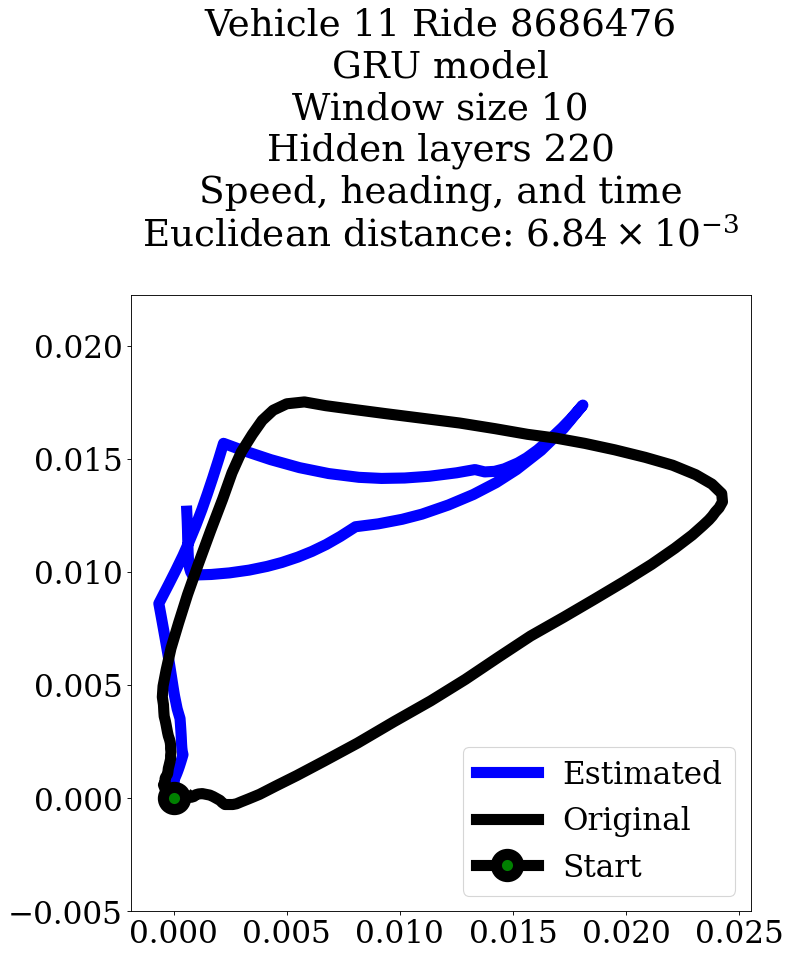 Vehicle 11 Ride 8686476
GRU model
Window size 10
Hidden layers 220
Speed, heading, and time
Euclidean distance: 6.84 × 10⁻³
0.020
0.015
0.010
0.005
0.000
−0.005
0.000 0.005 0.010 0.015 0.020 0.025
Estimated
Original
Start